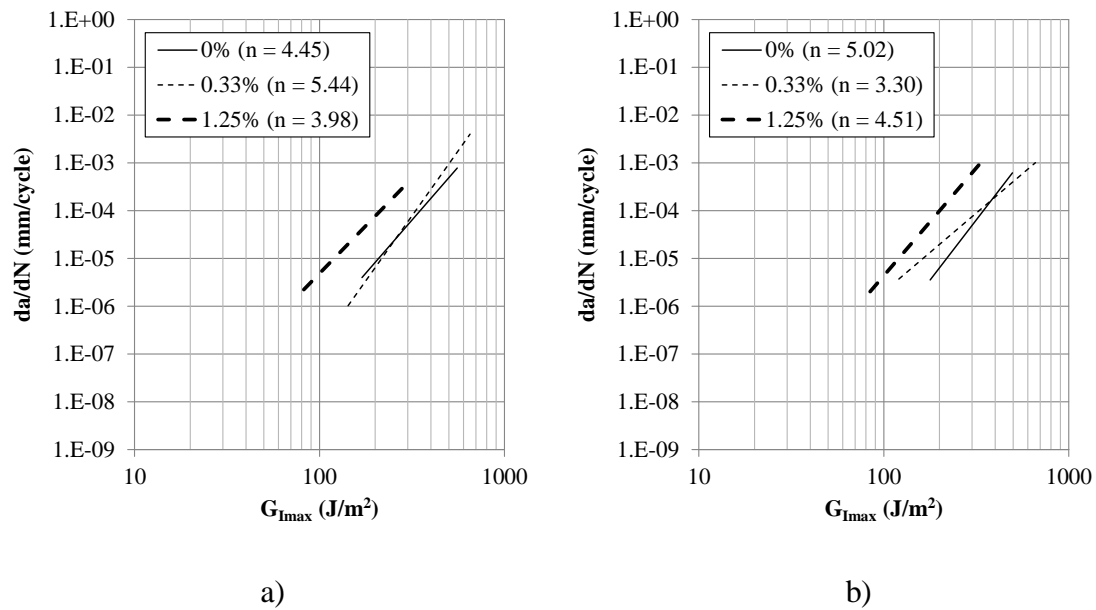 1.E+00
1.E-01
1.E-02
1.E-03
1.E-04
1.E-05
1.E-06
1.E-07
1.E-08
1.E-09
da/dN (mm/cycle)
0% (n = 4.45)
0.33% (n = 5.44)
1.25% (n = 3.98)
10 100 1000
G_Imax (J/m²)
a)
1.E+00
1.E-01
1.E-02
1.E-03
1.E-04
1.E-05
1.E-06
1.E-07
1.E-08
1.E-09
da/dN (mm/cycle)
0% (n = 5.02)
0.33% (n = 3.30)
1.25% (n = 4.51)
10 100 1000
G_Imax (J/m²)
b)